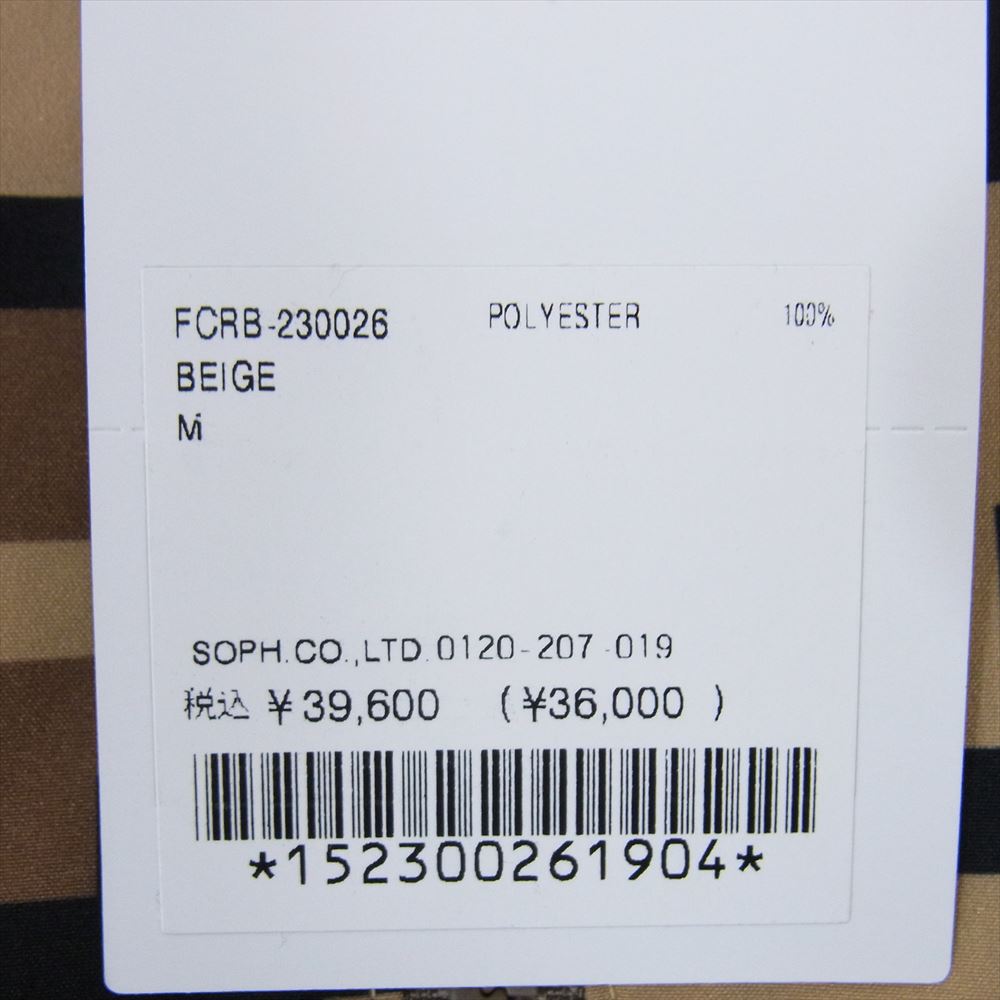 FCRB-230026 POLYESTER 100%
BEIGE
M
SOPH.CO.,LTD.0120-207-019
税込 ¥39,600 (¥36,000 )
*152300261904*